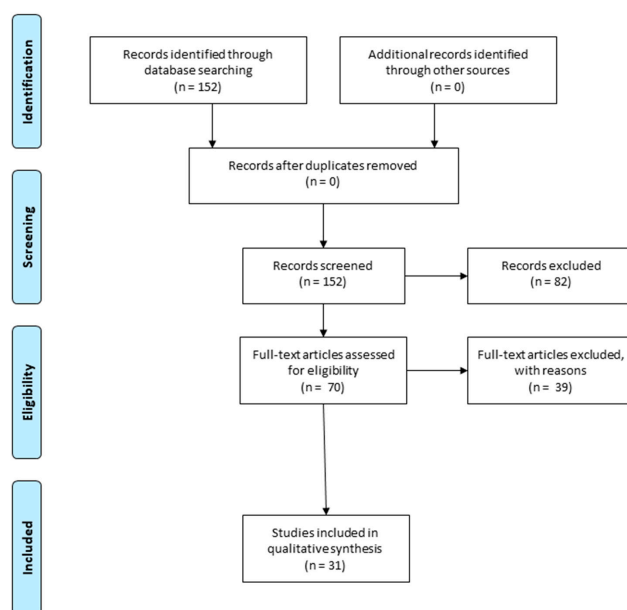 Identification
Records identified through
database searching
(n = 152)
Additional records identified
through other sources
(n = 0)
Records after duplicates removed
(n = 0)
Screening
Records screened
(n = 152)
Records excluded
(n = 82)
Eligibility
Full-text articles assessed
for eligibility
(n = 70)
Full-text articles excluded,
with reasons
(n = 39)
Included
Studies included in
qualitative synthesis
(n = 31)